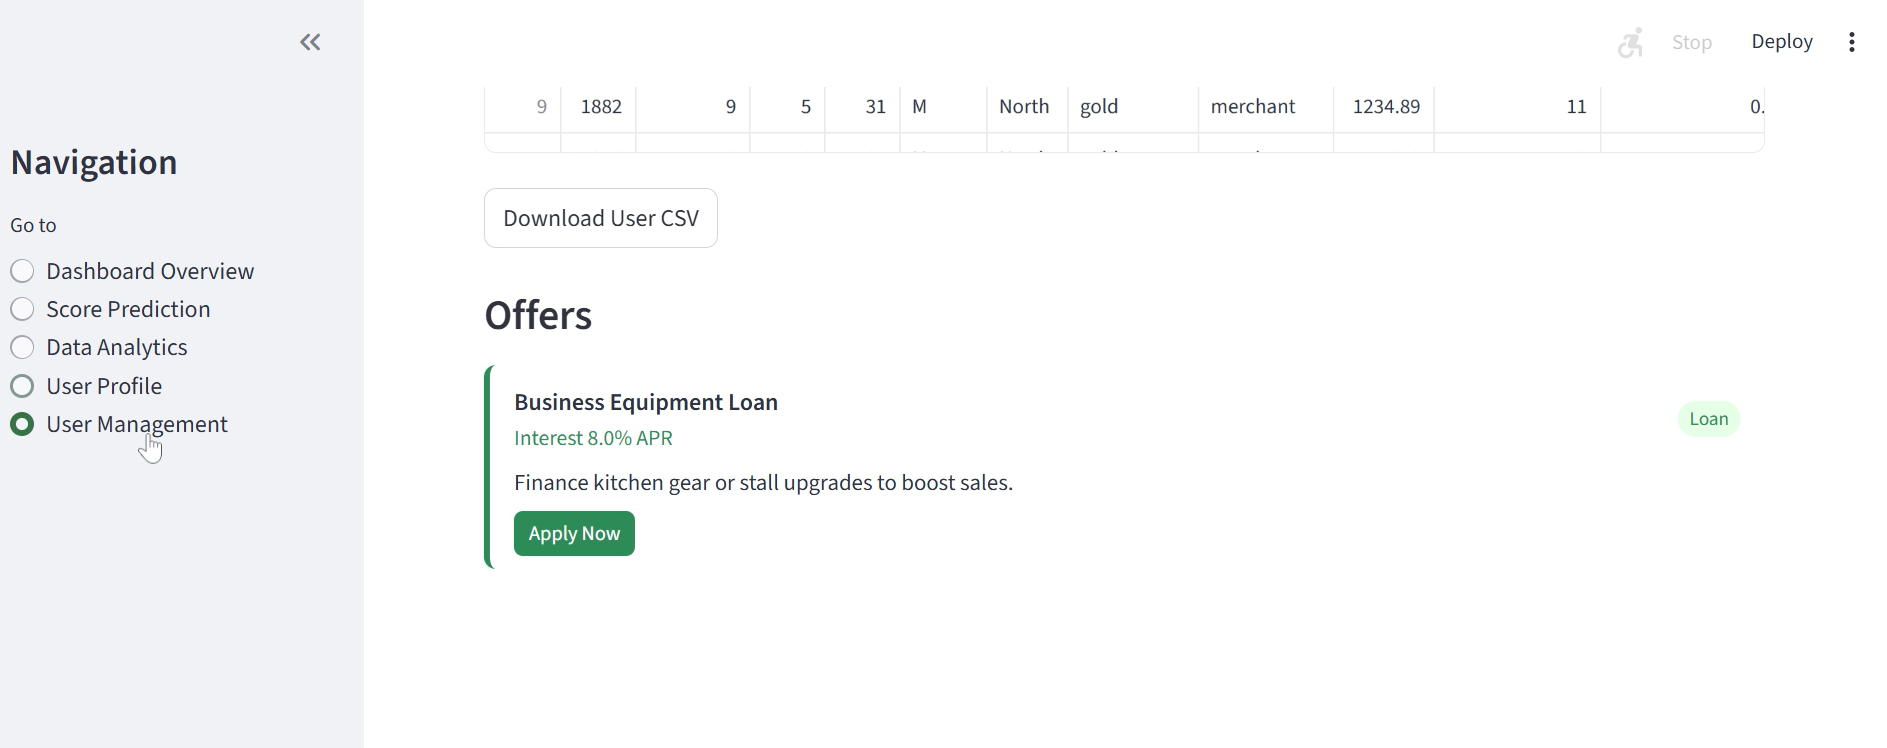 Stop Deploy
9 1882 9 5 31 M North gold merchant 1234.89 11 0.
Navigation
Go to
Dashboard Overview
Score Prediction
Data Analytics
User Profile
User Management
Download User CSV
Offers
Business Equipment Loan
Interest 8.0% APR
Loan
Finance kitchen gear or stall upgrades to boost sales.
Apply Now